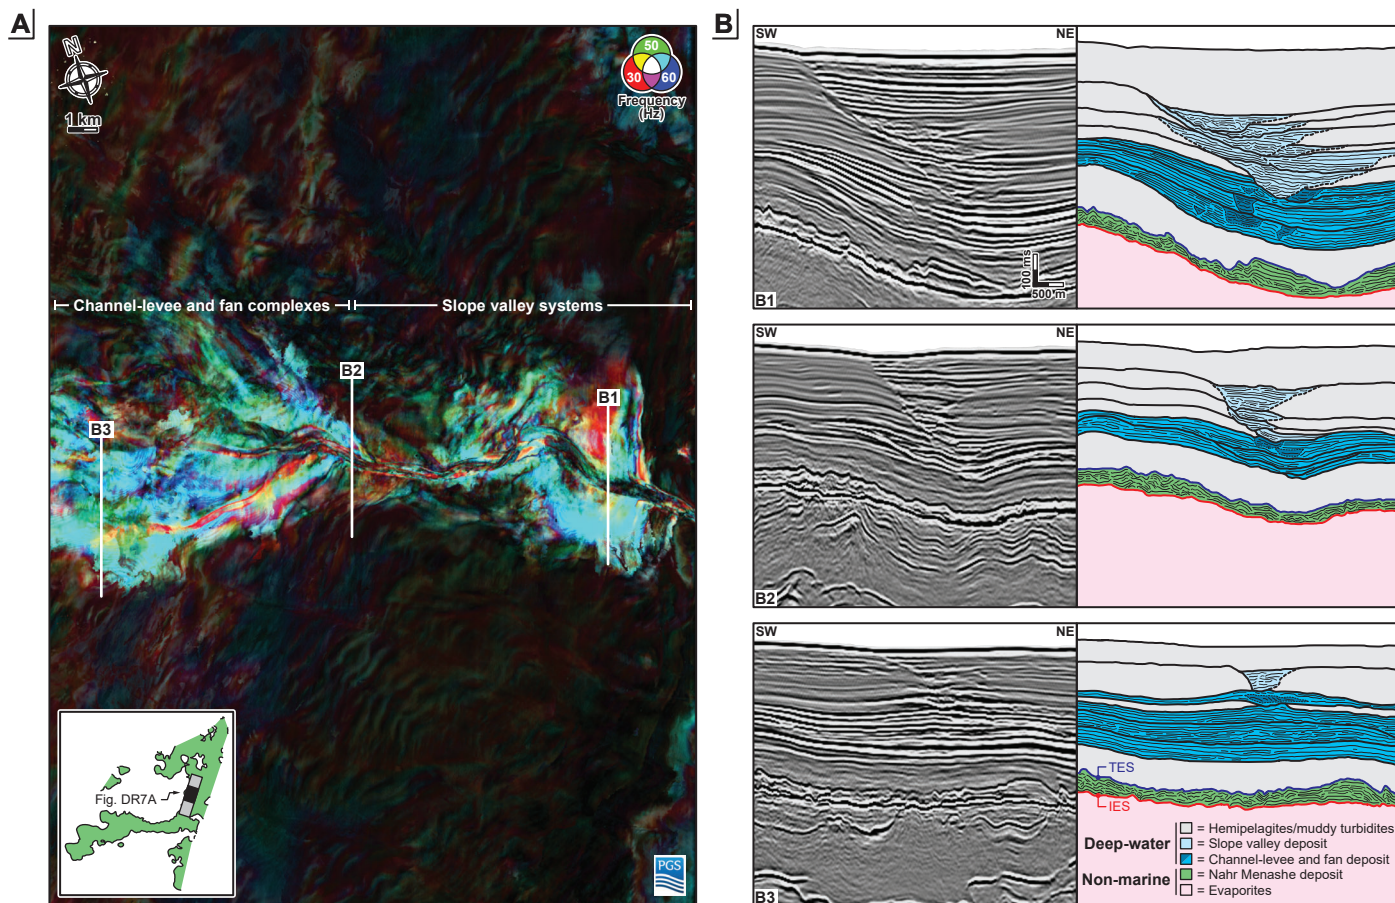 A
N
1 km
50
30
60
Frequency
(Hz)
Channel-levee and fan complexes
Slope valley systems
B2
B1
B3
Fig. DR7A
PGS
B
SW
NE
100 ms
500 m
B1
SW
NE
B2
SW
NE
B3
TES
IES
Deep-water
= Hemipelagites/muddy turbidites
= Slope valley deposit
= Channel-levee and fan deposit
Non-marine
= Nahr Menashe deposit
= Evaporites